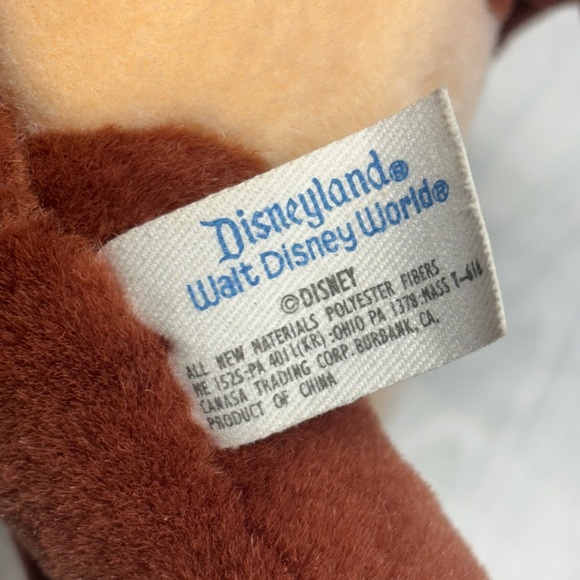 Disneyland®
Walt Disney World®
©DISNEY
ALL NEW MATERIALS POLYESTER FIBERS
ME 1525-PA 4011(KR)·OHIO PA 1378·MASS T-416
CANASA TRADING CORP. BURBANK, CA.
PRODUCT OF CHINA